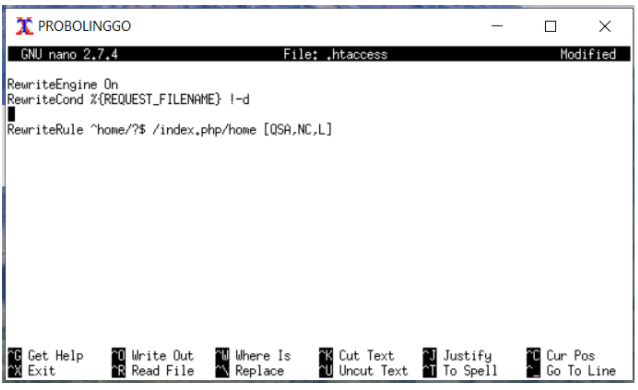 PROBOLINGGO
GNU nano 2.7.4 File: .htaccess Modified
RewriteEngine On
RewriteCond %{REQUEST_FILENAME} !-d
RewriteRule ^home/?$ /index.php/home [QSA,NC,L]
^G Get Help ^O Write Out ^W Where Is ^K Cut Text ^J Justify ^C Cur Pos
^X Exit ^R Read File ^\ Replace ^U Uncut Text ^T To Spell ^_ Go To Line